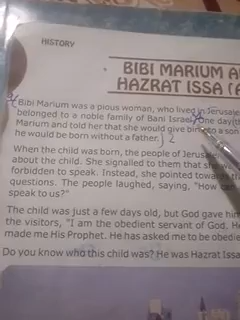 HISTORY
BIBI MARIUM A
HAZRAT ISSA (A
Bibi Marium was a pious woman, who lived in Jerusale
belonged to a noble family of Bani Israel. one day
Marium and told her that she would give to a son
he would be born without a father. 2
When the child was born, the people of Jerusale
about the child. She signalled to them that she
forbidden to speak. Instead, she pointed
questions. The people laughed, saying, "How can
speak to us?"
The child was just a few days old, but God gave him
the visitors, "I am the obedient servant of God, He
made me His Prophet. He has asked me to be obedie
Do you know who this child was? He was Hazrat Issa